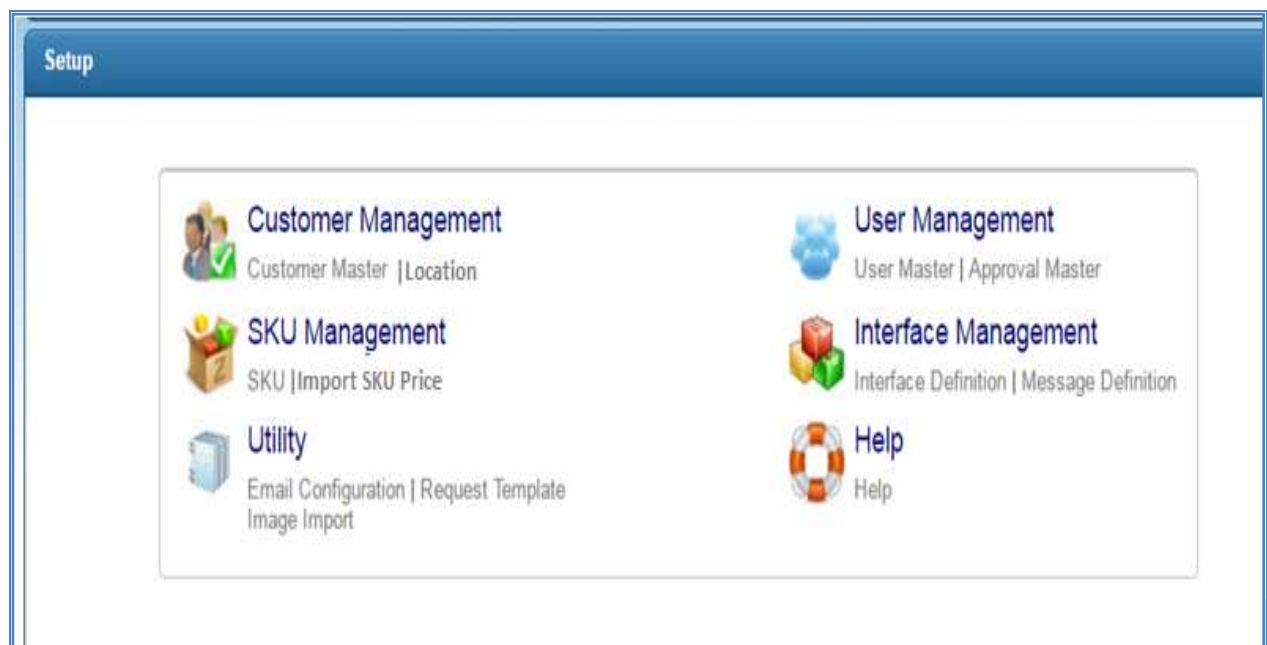 Setup
Customer Management
Customer Master |Location
User Management
User Master | Approval Master
SKU Management
SKU |Import SKU Price
Interface Management
Interface Definition | Message Definition
Utility
Email Configuration | Request Template
Image Import
Help
Help